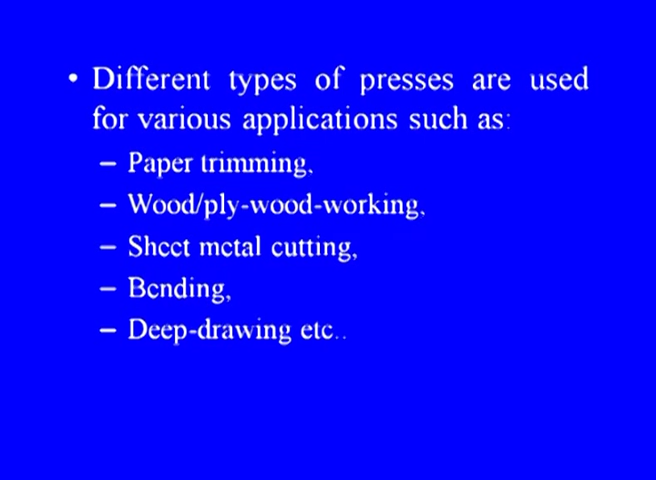 • Different types of presses are used
for various applications such as:
– Paper trimming,
– Wood/ply-wood-working,
– Sheet metal cutting,
– Bending,
– Deep-drawing etc..